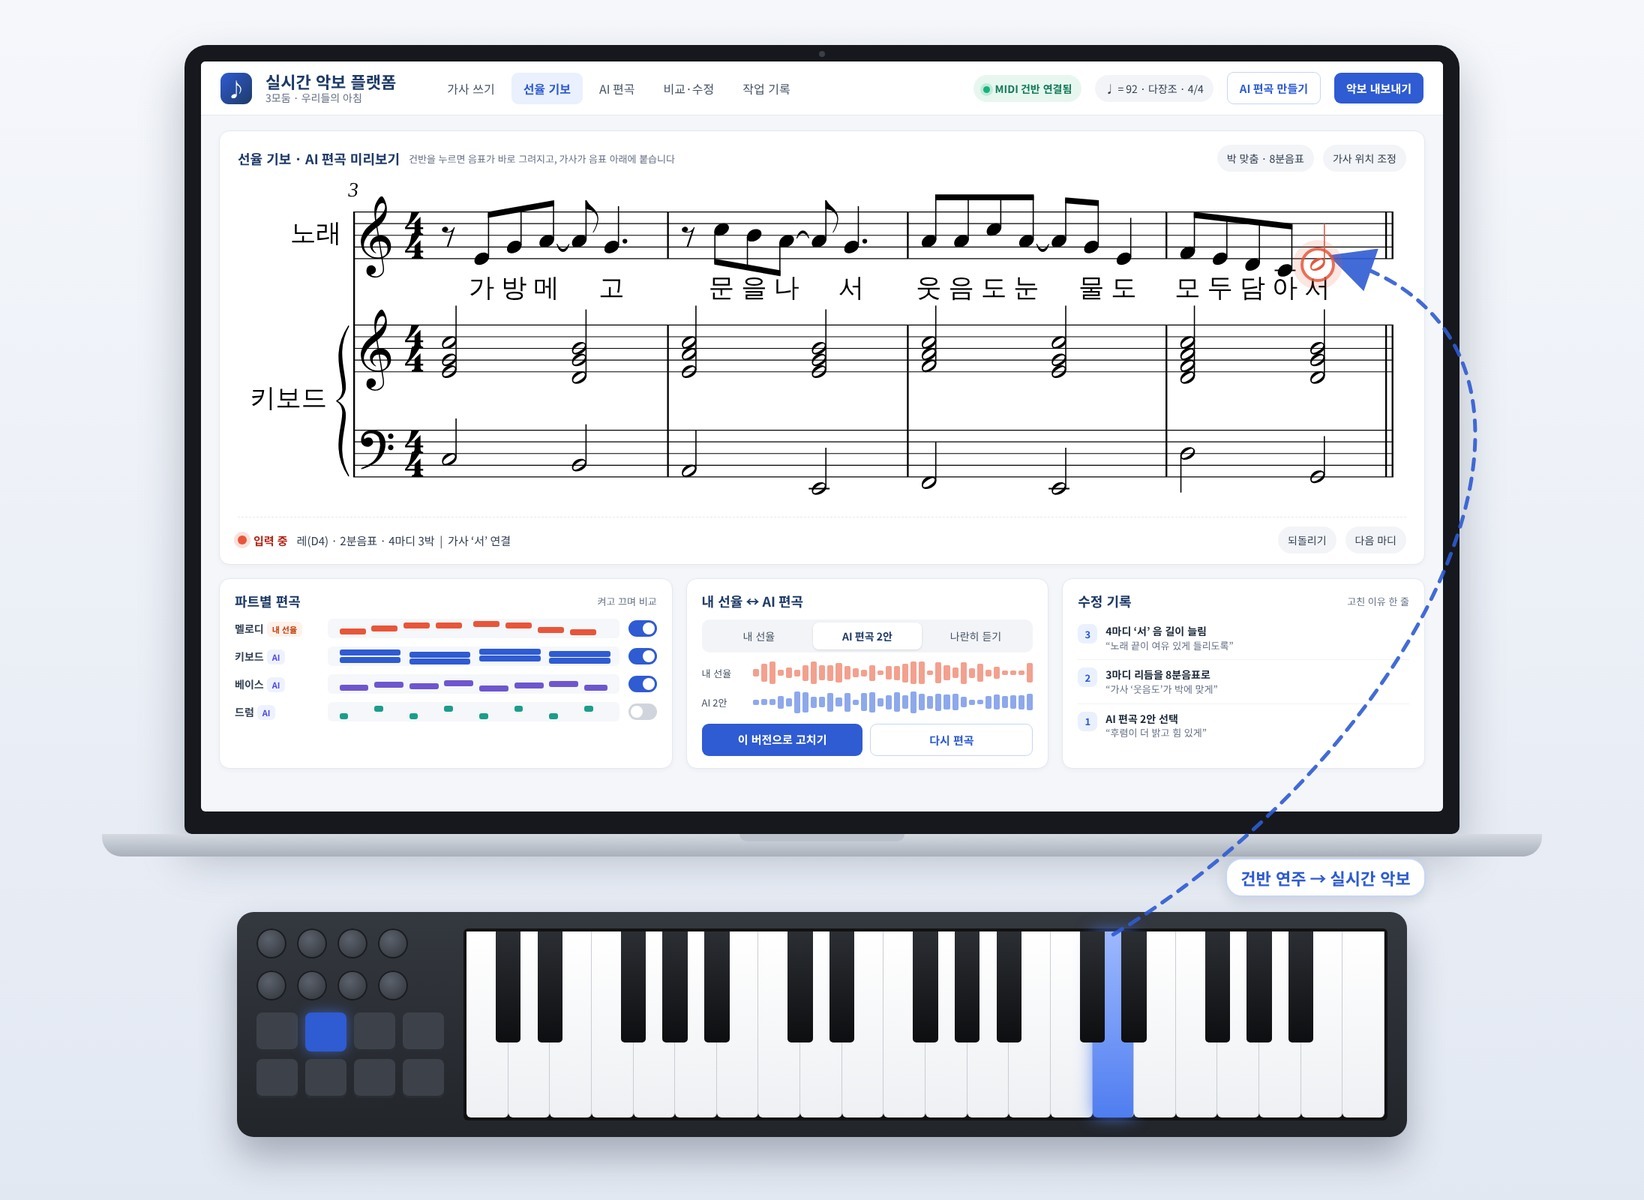 실시간 악보 플랫폼
3모둠 · 우리들의 아침
가사 쓰기
선율 기보
AI 편곡
비교·수정
작업 기록
MIDI 건반 연결됨
♩ = 92 · 다장조 · 4/4
AI 편곡 만들기
악보 내보내기
선율 기보 · AI 편곡 미리보기
건반을 누르면 음표가 바로 그려지고, 가사가 음표 아래에 붙습니다
박 맞춤 · 8분음표
가사 위치 조정
3
노래
가 방 메 고 문 을 나 서 웃 음 도 눈 물 도 모 두 담 아 서
키보드
입력 중
레(D4) · 2분음표 · 4마디 3박 | 가사 ‘서’ 연결
되돌리기
다음 마디
파트별 편곡
켜고 끄며 비교
멜로디 내 선율
키보드 AI
베이스 AI
드럼 AI
내 선율 ↔ AI 편곡
내 선율
AI 편곡 2안
나란히 듣기
내 선율
AI 2안
이 버전으로 고치기
다시 편곡
수정 기록
고친 이유 한 줄
3
4마디 ‘서’ 음 길이 늘림
“노래 끝이 여유 있게 들리도록”
2
3마디 리듬을 8분음표로
“가사 ‘웃음도’가 박에 맞게”
1
AI 편곡 2안 선택
“후렴이 더 밝고 힘 있게”
건반 연주 → 실시간 악보